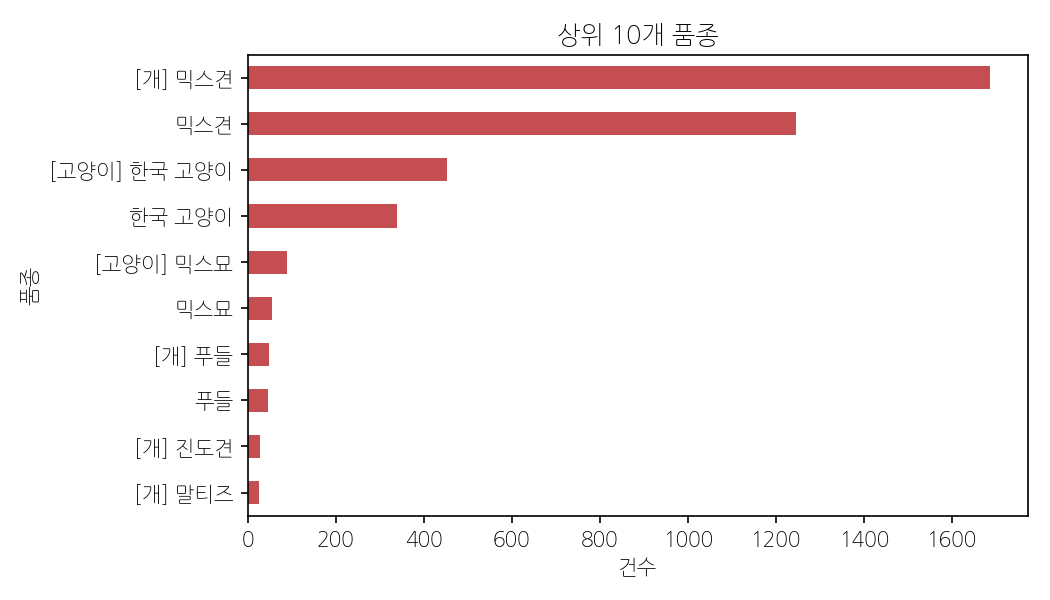 상위 10개 품종
[개] 믹스견
믹스견
[고양이] 한국 고양이
한국 고양이
[고양이] 믹스묘
믹스묘
[개] 푸들
푸들
[개] 진도견
[개] 말티즈
품종
0 200 400 600 800 1000 1200 1400 1600
건수